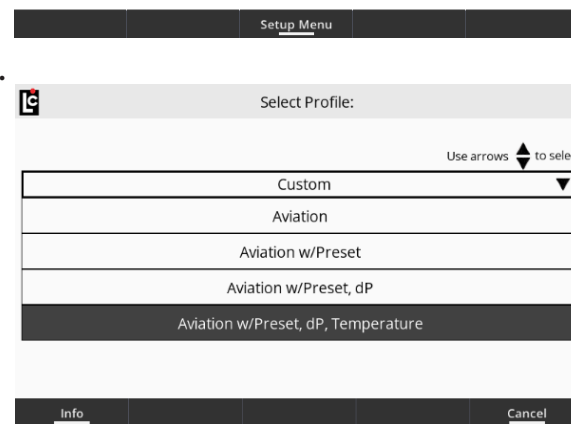 Setup Menu
LC
Select Profile:
Use arrows to sele
Custom
Aviation
Aviation w/Preset
Aviation w/Preset, dP
Aviation w/Preset, dP, Temperature
Info
Cancel